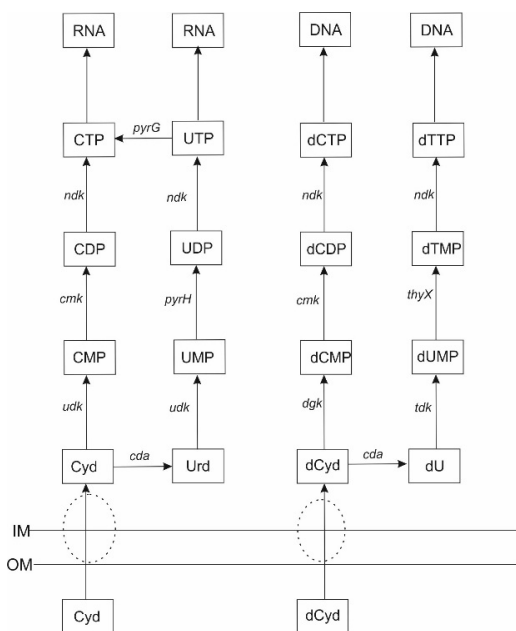 RNA RNA DNA DNA
pyrG
CTP UTP dCTP dTTP
ndk ndk ndk ndk
CDP UDP dCDP dTMP
cmk pyrH cmk thyX
CMP UMP dCMP dUMP
udk udk dgk tdk
cda cda
Cyd Urd dCyd dU
IM
OM
Cyd dCyd